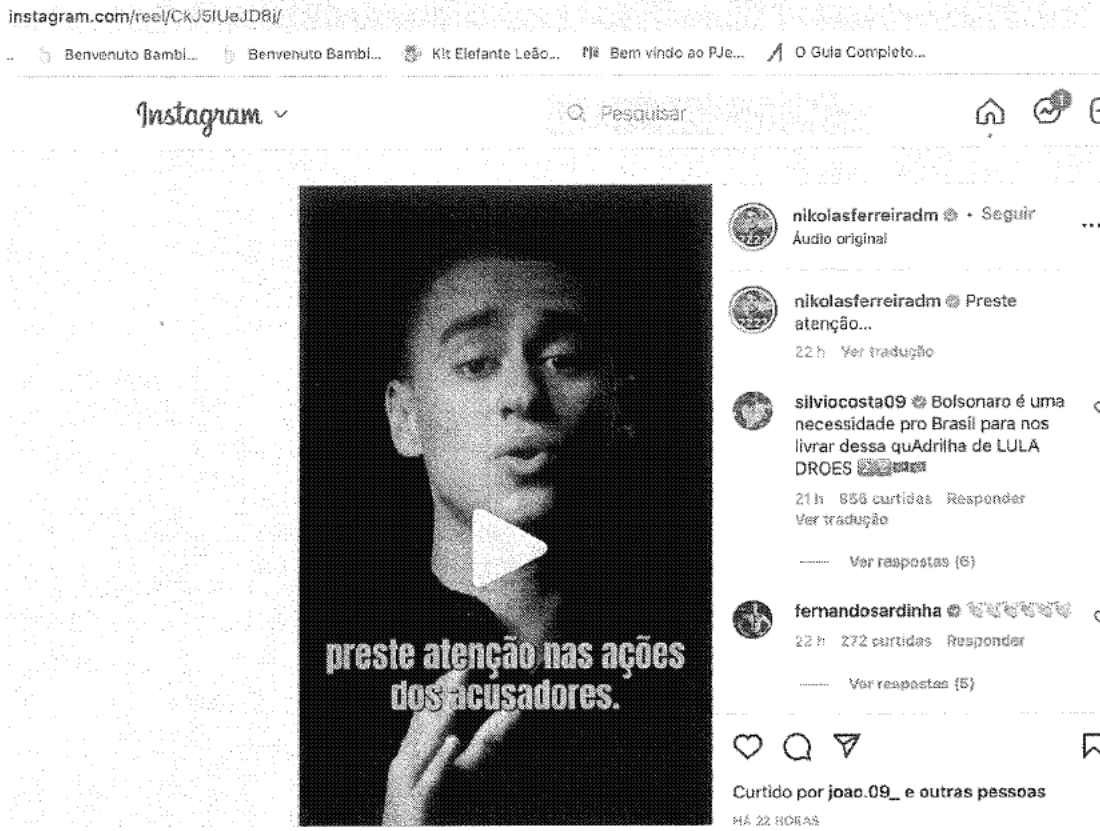 instagram.com/reel/CkJ5IUeJD8j/
.. Benvenuto Bambi... Benvenuto Bambi... Kit Elefante Leão... Bem vindo ao PJe... O Guia Completo...
Instagram
Pesquisar
1
nikolasferreiradm • Seguir
Áudio original
nikolasferreiradm Preste
atenção...
22 h Ver tradução
silviocosta09 Bolsonaro é uma
necessidade pro Brasil para nos
livrar dessa quAdrilha de LULA
DROES
21 h 856 curtidas Responder
Ver tradução
Ver respostas (6)
fernandosardinha
22 h 272 curtidas Responder
Ver respostas (5)
preste atenção nas ações
dos acusadores.
Curtido por joao.09_ e outras pessoas
HÁ 22 HORAS